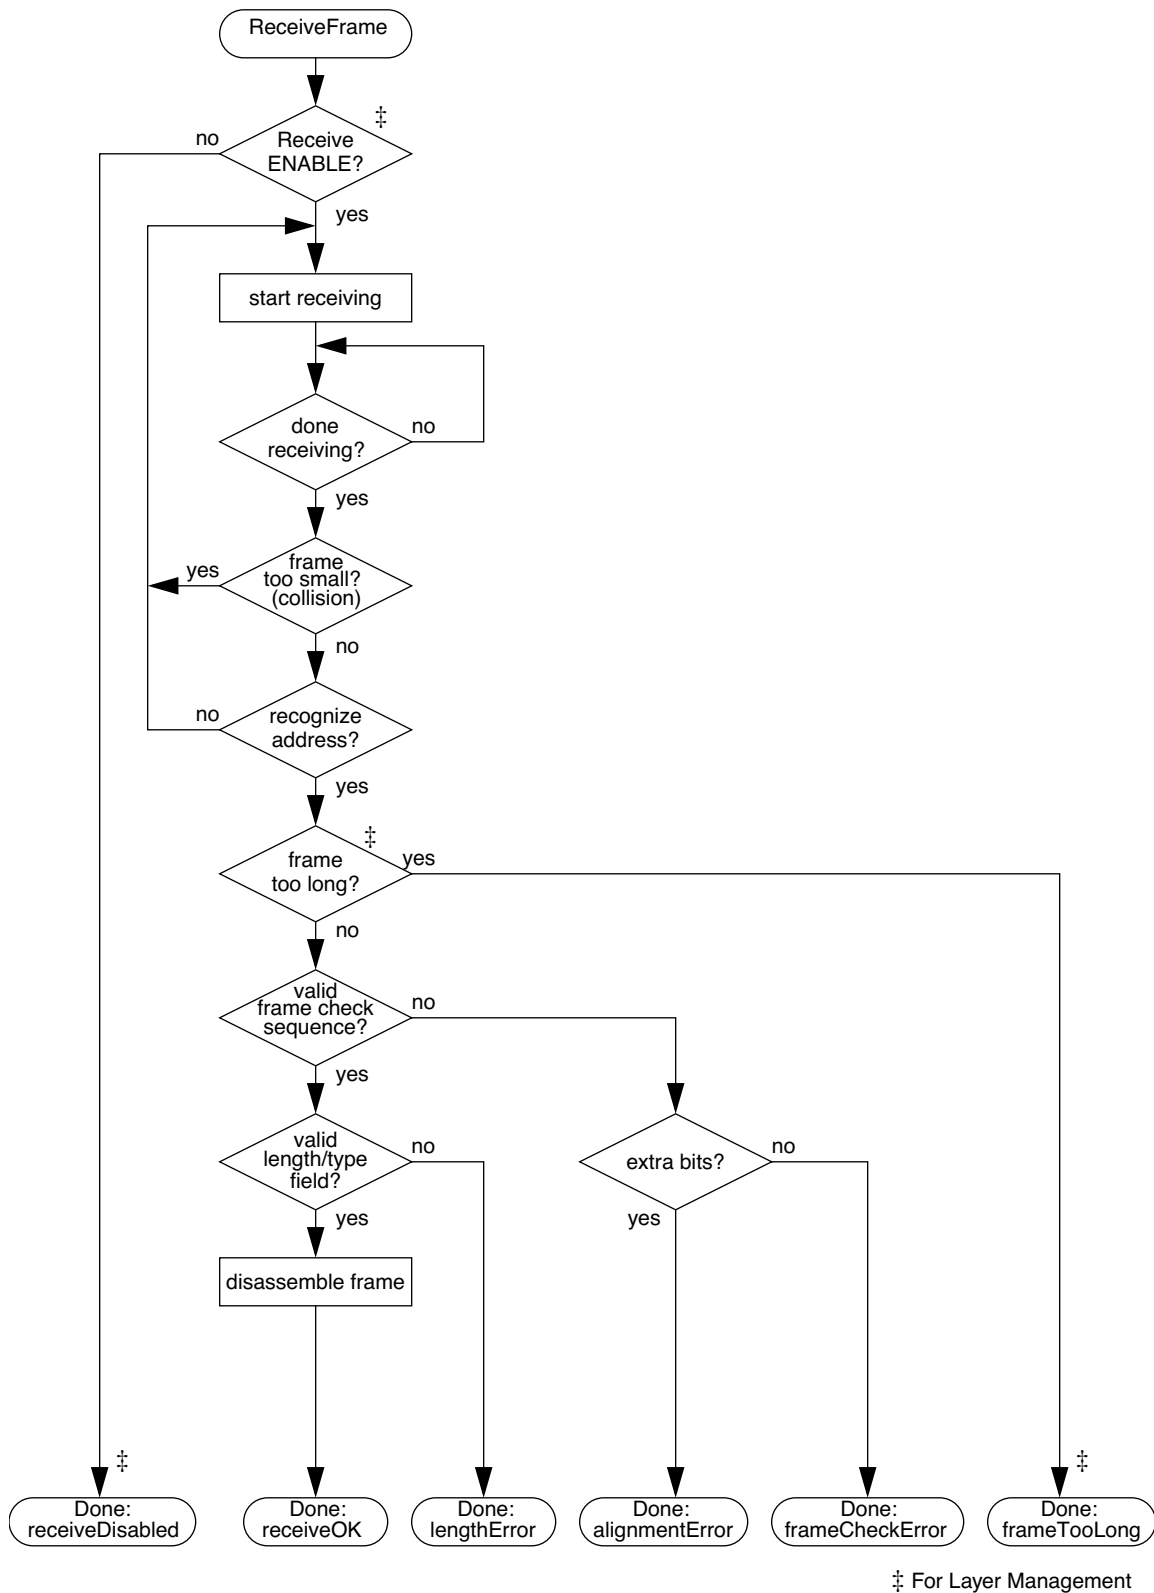 ReceiveFrame
‡
no
Receive
ENABLE?
yes
start receiving
done
receiving?
no
yes
yes
frame
too small?
(collision)
no
no
recognize
address?
yes
‡
frame
too long?
yes
no
valid
frame check
sequence?
no
yes
valid
length/type
field?
no
extra bits?
no
yes
yes
disassemble frame
‡
‡
Done:
receiveDisabled
Done:
receiveOK
Done:
lengthError
Done:
alignmentError
Done:
frameCheckError
Done:
frameTooLong
‡ For Layer Management